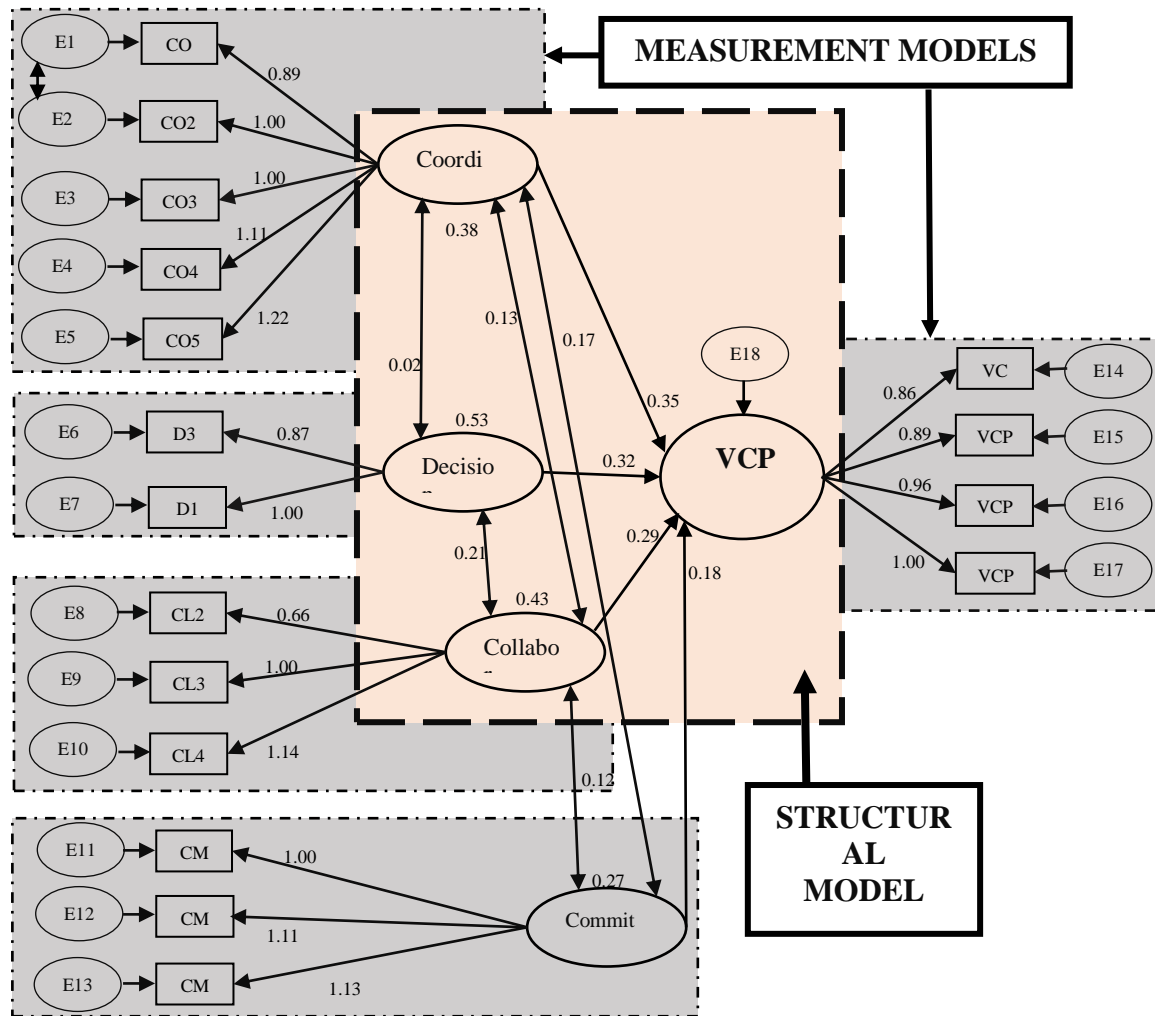 MEASUREMENT MODELS
E1
CO
0.89
E2
CO2
1.00
E3
CO3
1.00
E4
CO4
1.11
E5
CO5
1.22
Coordi
0.38
0.13
0.17
0.02
E18
0.35
E6
D3
0.87
E7
D1
1.00
0.53
Decisio
0.32
VCP
0.86
VC
E14
0.89
VCP
E15
0.96
VCP
E16
1.00
VCP
E17
0.21
0.29
0.18
E8
CL2
0.66
E9
CL3
1.00
E10
CL4
1.14
0.43
Collabo
0.12
STRUCTUR
AL
MODEL
E11
CM
1.00
E12
CM
1.11
E13
CM
1.13
0.27
Commit